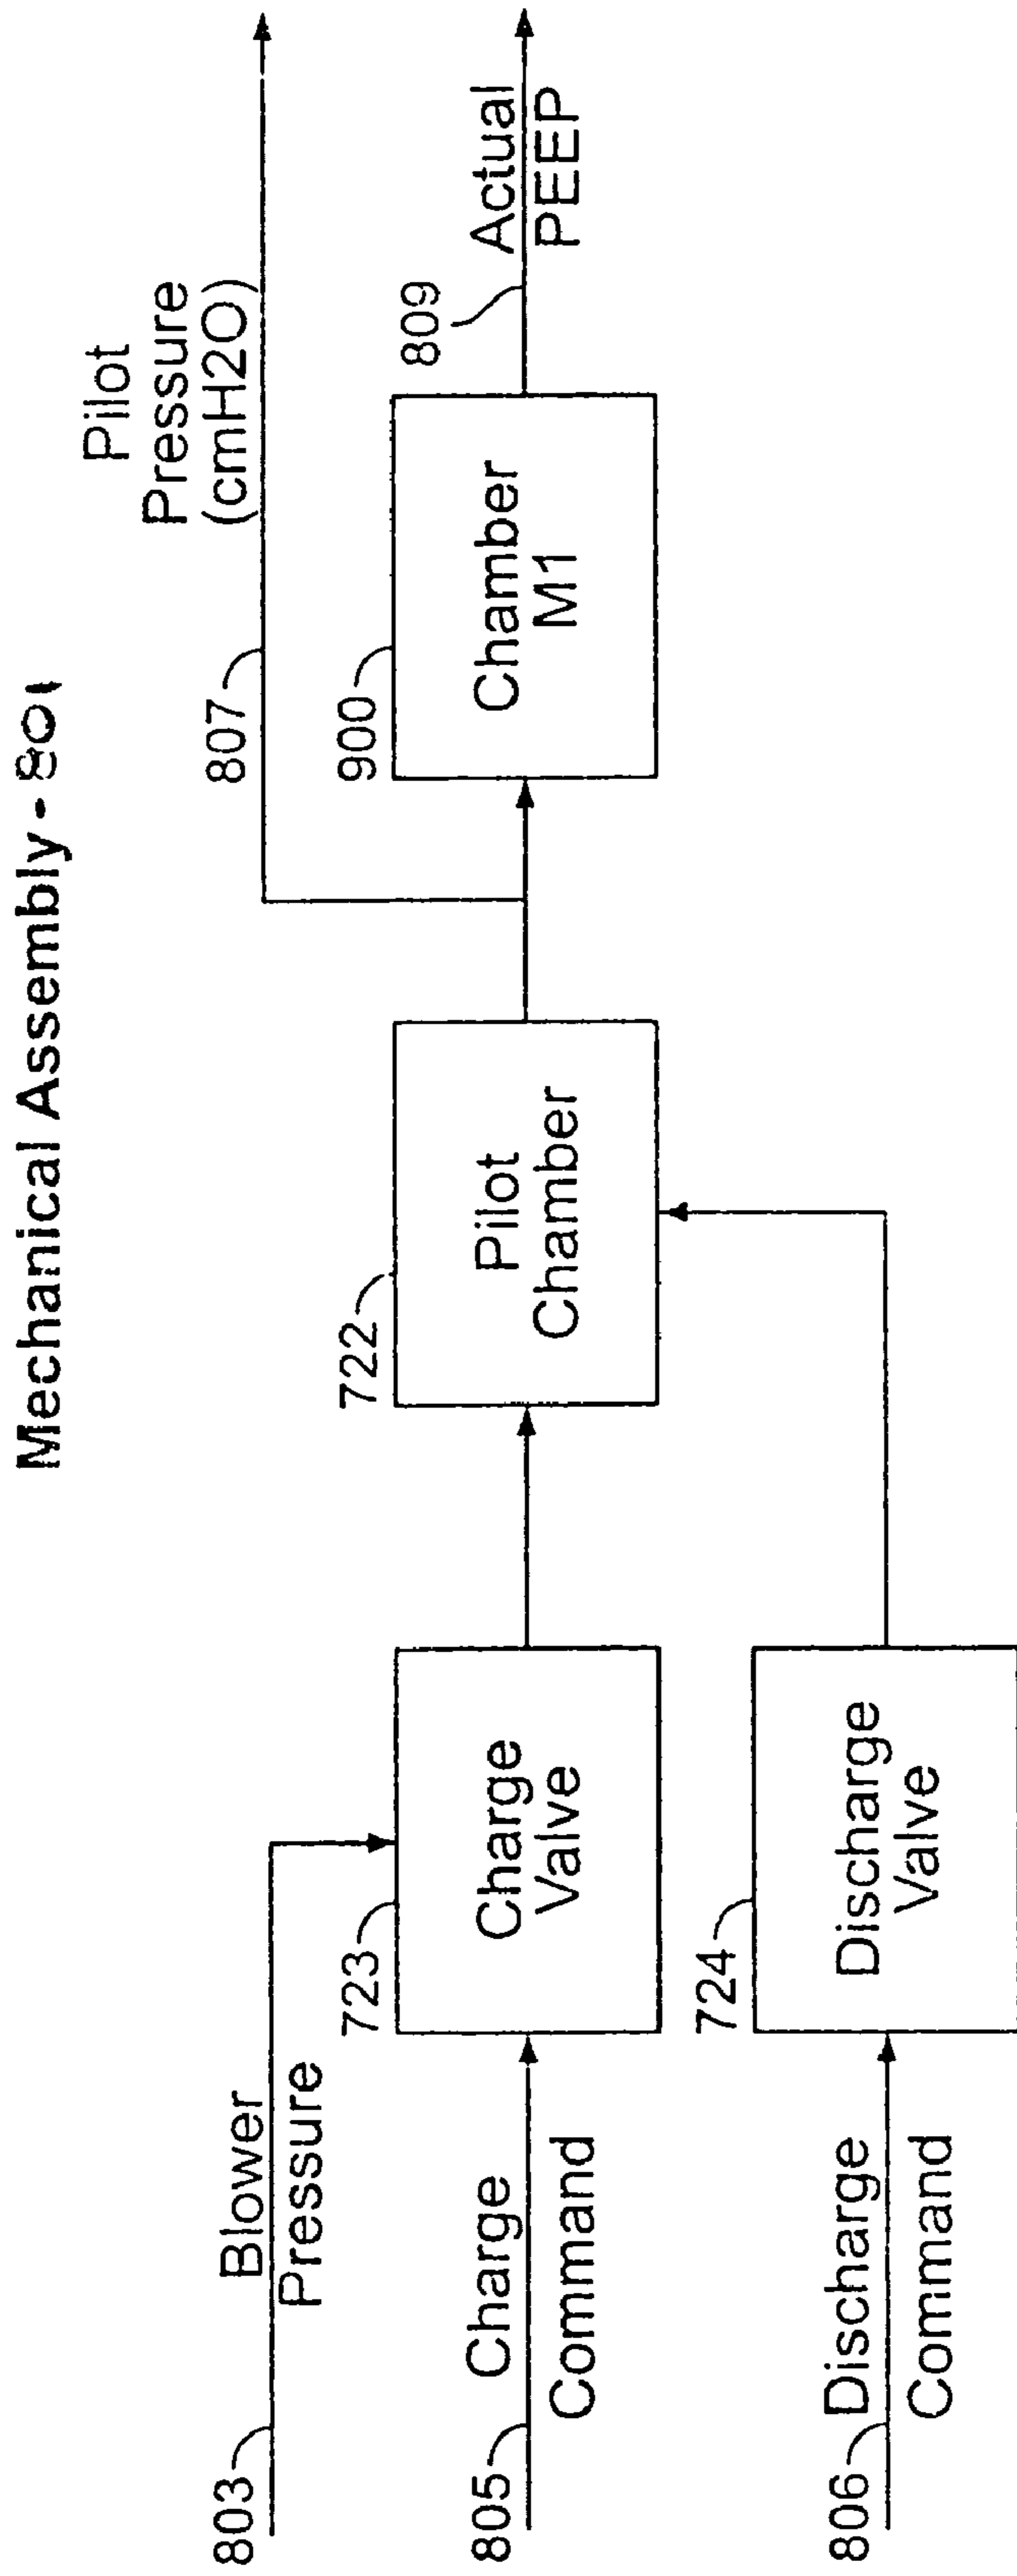 Mechanical Assembly - 801
803
Blower
Pressure
805
Charge
Command
806
Discharge
Command
723
Charge
Valve
724
Discharge
Valve
722
Pilot
Chamber
807
Pilot
Pressure
(cmH2O)
900
Chamber
M1
809
Actual
PEEP